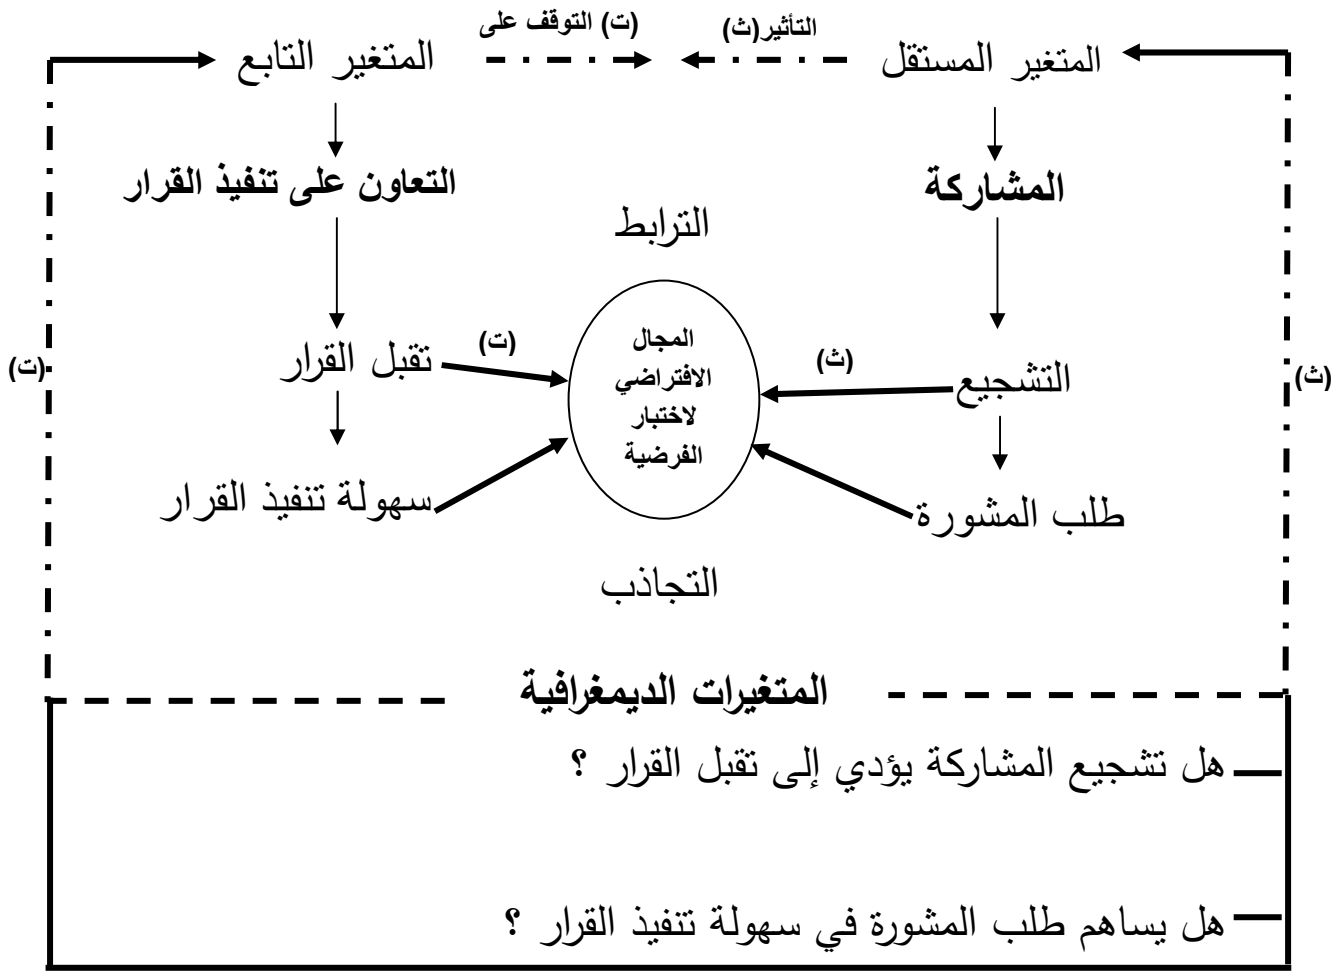 التأثير(ث)
(ت) التوقف على
المتغير المستقل
المتغير التابع
المشاركة
التعاون على تنفيذ القرار
الترابط
(ث)
(ت)
المجال
الافتراضي
لاختبار
الفرضية
التشجيع
تقبل القرار
(ث)
(ت)
طلب المشورة
سهولة تنفيذ القرار
التجاذب
المتغيرات الديمغرافية
هل تشجيع المشاركة يؤدي إلى تقبل القرار ؟
هل يساهم طلب المشورة في سهولة تنفيذ القرار ؟